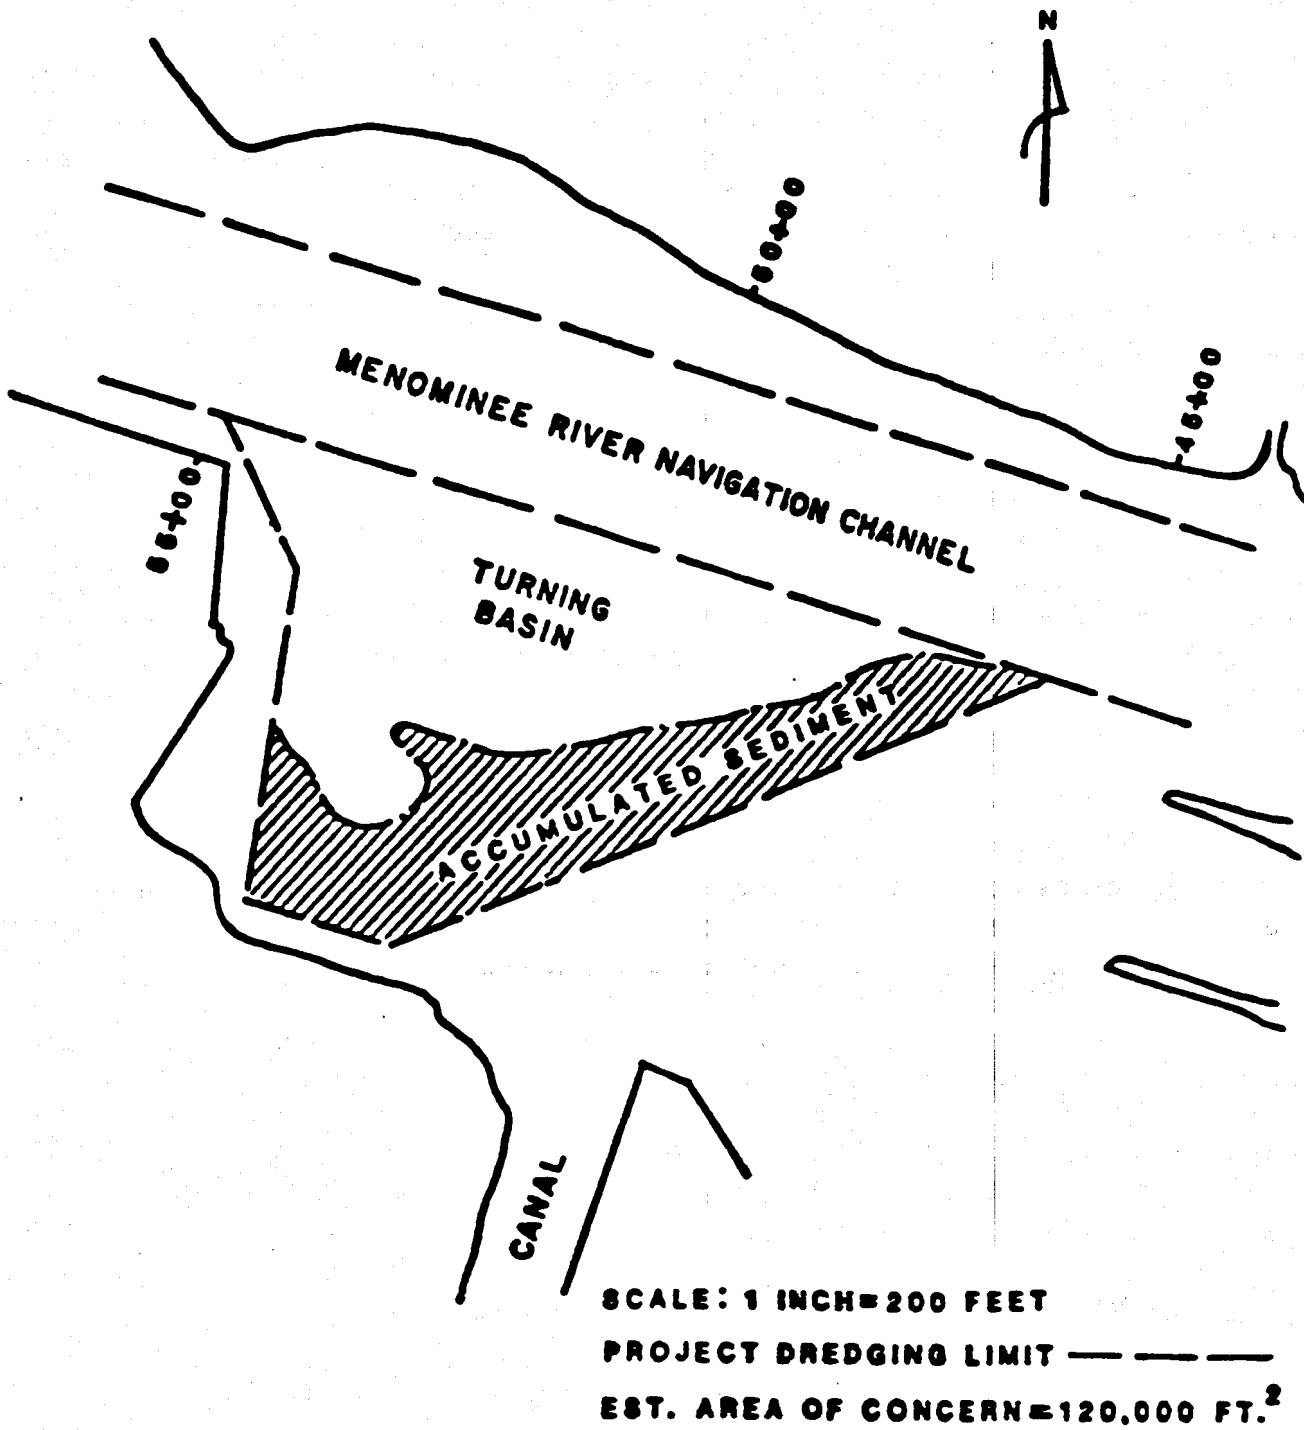 N
50+00
45+00
MENOMINEE RIVER NAVIGATION CHANNEL
55+00
TURNING
BASIN
ACCUMULATED SEDIMENT
CANAL
SCALE: 1 INCH=200 FEET
PROJECT DREDGING LIMIT
EST. AREA OF CONCERN=120,000 FT.²